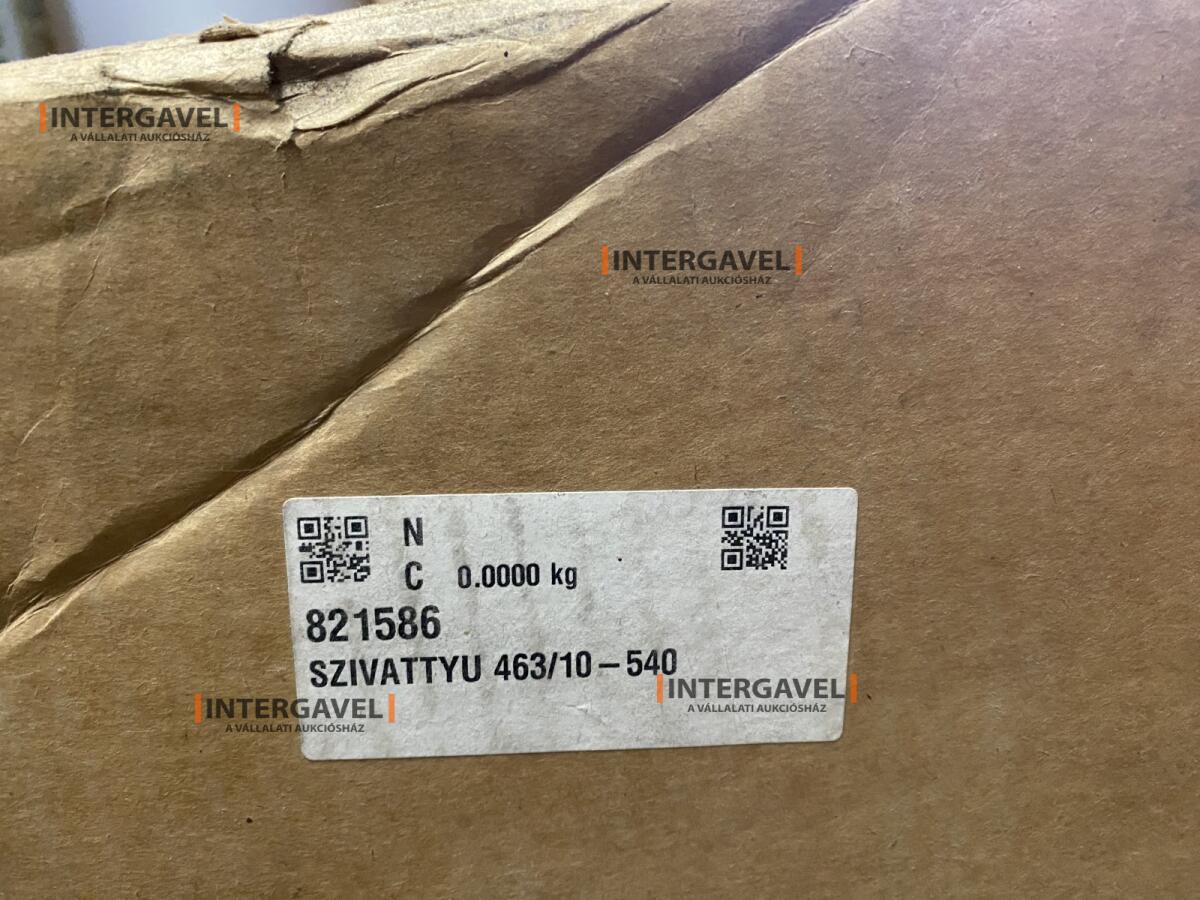 INTERGAVEL
A VÁLLALATI AUKCIÓSHÁZ
INTERGAVEL
A VÁLLALATI AUKCIÓSHÁZ
N
C 0.0000 kg
821586
SZIVATTYU 463/10-540
INTERGAVEL
A VÁLLALATI AUKCIÓSHÁZ
INTERGAVEL
A VÁLLALATI AUKCIÓSHÁZ